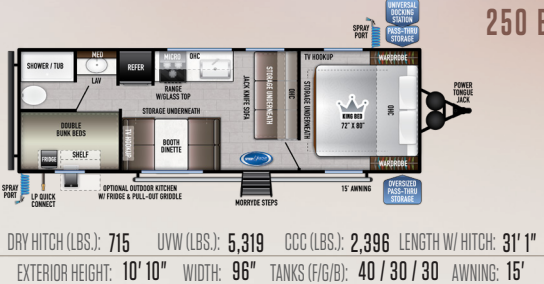 250 B
UNIVERSAL DOCKING STATION
PASS-THRU STORAGE
SPRAY PORT
MED
MICRO
OHC
TV HOOKUP
WARDROBE
SHOWER / TUB
LAV
REFER
RANGE W/GLASS TOP
JACK KNIFE SOFA
STORAGE UNDERNEATH
OHC
STORAGE UNDERNEATH
KING BED
72" X 80"
OHC
POWER TONGUE JACK
STORAGE UNDERNEATH
DOUBLE BUNK BEDS
TV HOOKUP
BOOTH DINETTE
FRIDGE
SHELF
WARDROBE
SPRAY PORT
LP QUICK CONNECT
OPTIONAL OUTDOOR KITCHEN
W/ FRIDGE & PULL-OUT GRIDDLE
MORRYDE STEPS
15' AWNING
OVERSIZED PASS-THRU STORAGE
DRY HITCH (LBS.): 715 UVW (LBS.): 5,319 CCC (LBS.): 2,396 LENGTH W/ HITCH: 31' 1"
EXTERIOR HEIGHT: 10' 10" WIDTH: 96" TANKS (F/G/B): 40 / 30 / 30 AWNING: 15'